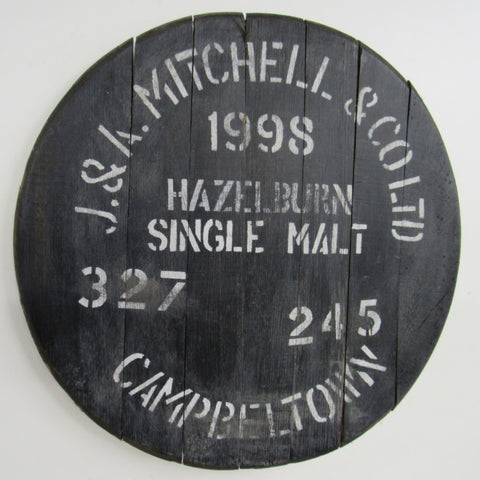 J. & A. MITCHELL & CO LTD
1998
HAZELBURN
SINGLE MALT
327
245
CAMPBELTOWN